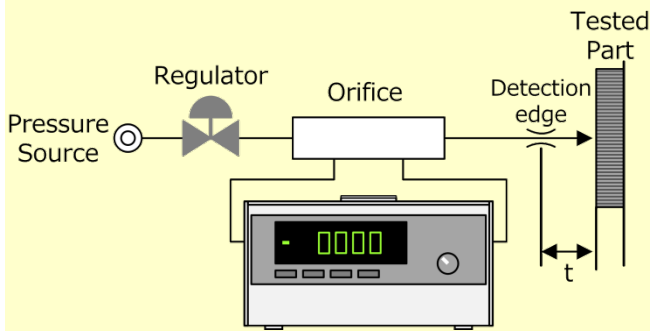 Tested
Part
Regulator
Orifice
Detection
edge
Pressure
Source
- 0000
t